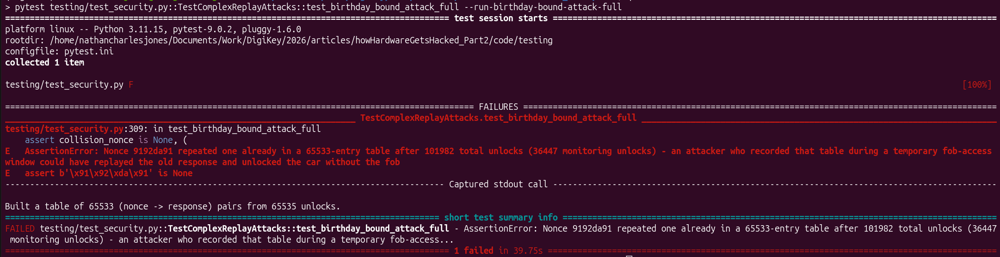 > pytest testing/test_security.py::TestComplexReplayAttacks::test_birthday_bound_attack_full --run-birthday-bound-attack-full
========================================================================================== test session starts ==========================================================================================
platform linux -- Python 3.11.15, pytest-9.0.2, pluggy-1.6.0
rootdir: /home/nathancharlesjones/Documents/Work/DigiKey/2026/articles/howHardwareGetsHacked_Part2/code/testing
configfile: pytest.ini
collected 1 item
testing/test_security.py F [100%]
=============================================================================================== FAILURES ================================================================================================
_______________________________________________________________________ TestComplexReplayAttacks.test_birthday_bound_attack_full ________________________________________________________________________
testing/test_security.py:309: in test_birthday_bound_attack_full
    assert collision_nonce is None, (
E   AssertionError: Nonce 9192da91 repeated one already in a 65533-entry table after 101982 total unlocks (36447 monitoring unlocks) - an attacker who recorded that table during a temporary fob-access
window could have replayed the old response and unlocked the car without the fob
E   assert b'\x91\x92\xda\x91' is None
----------------------------------------------------------------------------------------- Captured stdout call ------------------------------------------------------------------------------------------
Built a table of 65533 (nonce -> response) pairs from 65535 unlocks.
======================================================================================== short test summary info ========================================================================================
FAILED testing/test_security.py::TestComplexReplayAttacks::test_birthday_bound_attack_full - AssertionError: Nonce 9192da91 repeated one already in a 65533-entry table after 101982 total unlocks (36447
 monitoring unlocks) - an attacker who recorded that table during a temporary fob-access...
========================================================================================== 1 failed in 39.75s ===========================================================================================